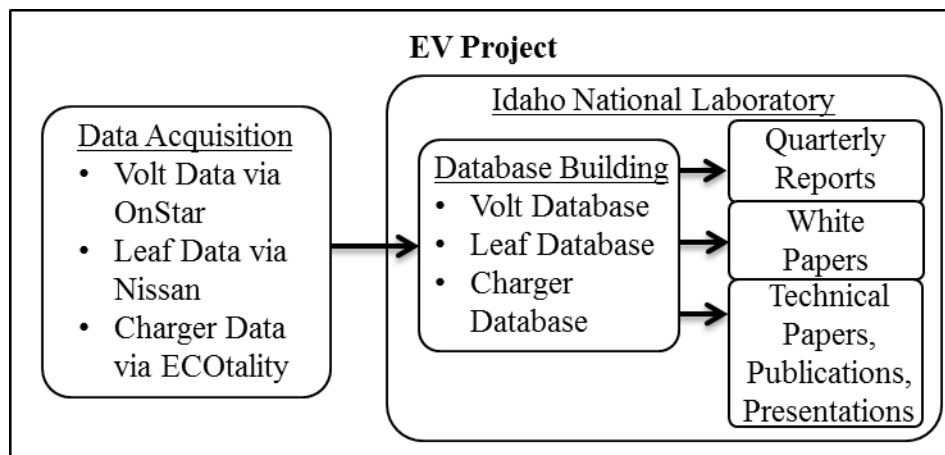 EV Project
Idaho National Laboratory
Data Acquisition
• Volt Data via
OnStar
• Leaf Data via
Nissan
• Charger Data
via ECOtality
Database Building
• Volt Database
• Leaf Database
• Charger
Database
Quarterly
Reports
White
Papers
Technical
Papers,
Publications,
Presentations